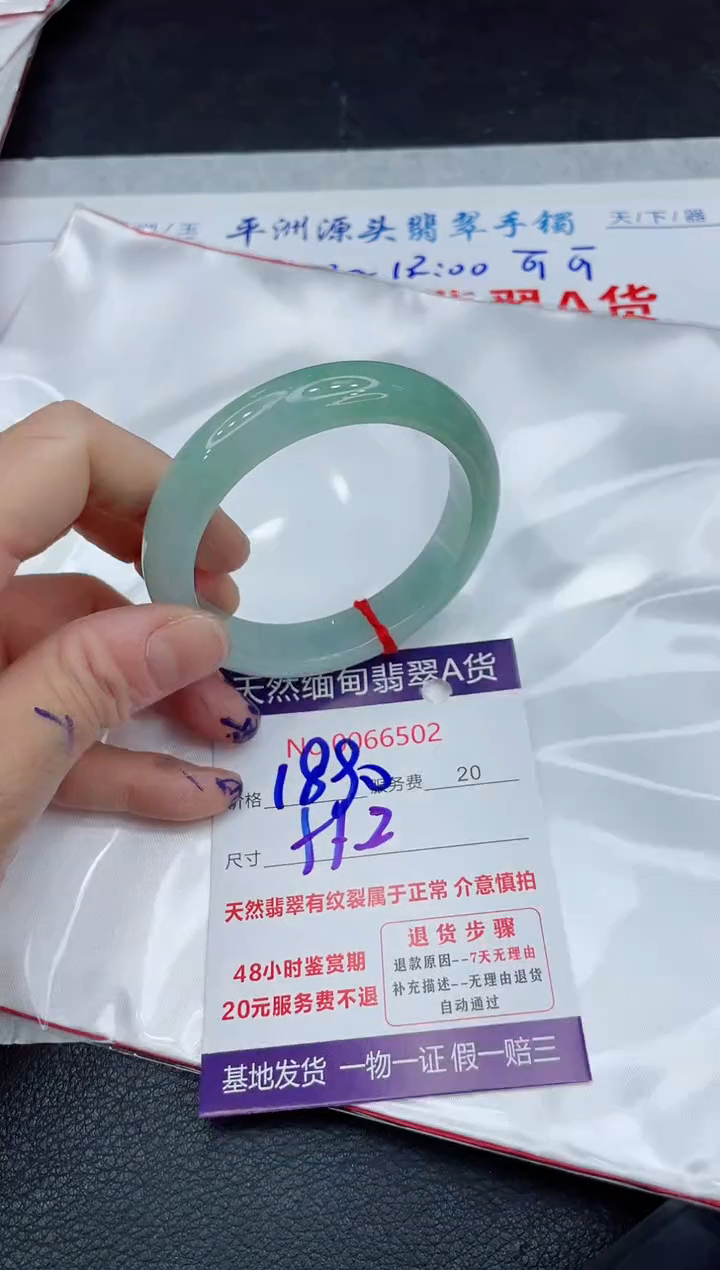 平洲源头翡翠手镯
天/下/器
12:00
翡翠A货
天然缅甸翡翠A货
0066502
价格 1880 服务费 20
尺寸
天然翡翠有纹裂属于正常 介意慎拍
48小时鉴赏期
20元服务费不退
退货步骤
退款原因--7天无理由
补充描述--无理由退货
自动通过
基地发货 一物一证 假一赔三